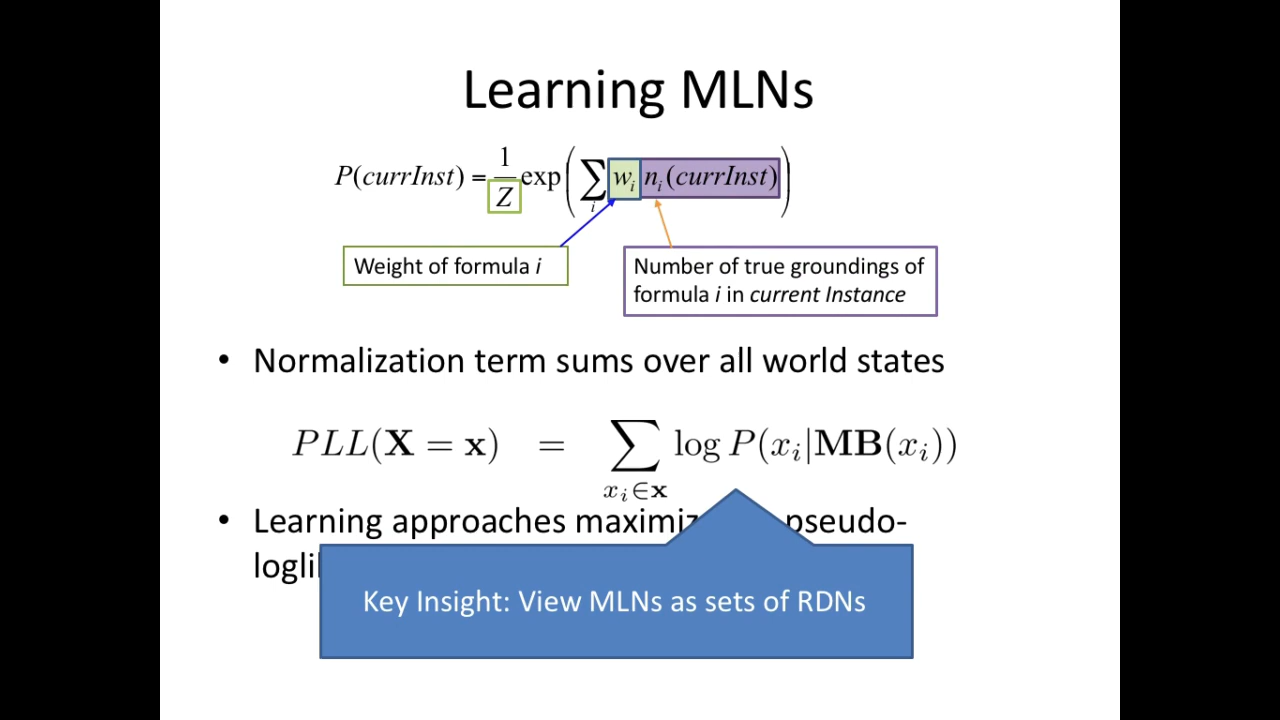 Learning MLNs
P(currInst) = 1/Z exp( ∑_i w_i n_i (currInst) )
Weight of formula i
Number of true groundings of
formula i in current Instance
• Normalization term sums over all world states
PLL(X = x) = ∑_{x_i∈x} log P(x_i|MB(x_i))
• Learning approaches pseudo-
Key Insight: View MLNs as sets of RDNs